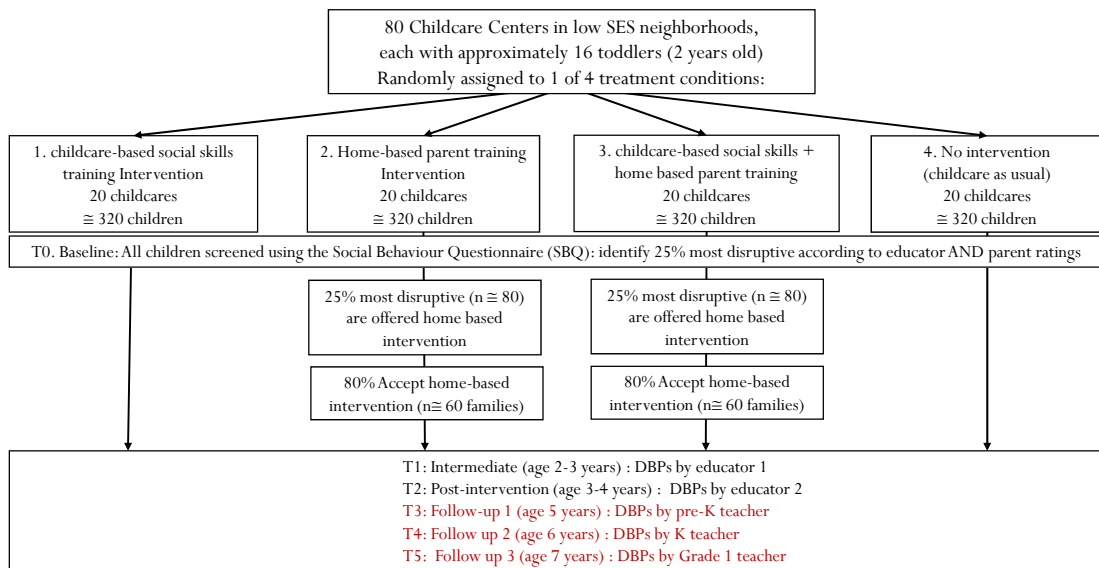 80 Childcare Centers in low SES neighborhoods,
each with approximately 16 toddlers (2 years old)
Randomly assigned to 1 of 4 treatment conditions:
1. childcare-based social skills
training Intervention
20 childcares
≅ 320 children
2. Home-based parent training
Intervention
20 childcares
≅ 320 children
3. childcare-based social skills +
home based parent training
20 childcares
≅ 320 children
4. No intervention
(childcare as usual)
20 childcares
≅ 320 children
T0. Baseline: All children screened using the Social Behaviour Questionnaire (SBQ): identify 25% most disruptive according to educator AND parent ratings
25% most disruptive (n ≅ 80)
are offered home based
intervention
25% most disruptive (n ≅ 80)
are offered home based
intervention
80% Accept home-based
intervention (n≅ 60 families)
80% Accept home-based
intervention (n≅ 60 families)
T1: Intermediate (age 2-3 years) : DBPs by educator 1
T2: Post-intervention (age 3-4 years) : DBPs by educator 2
T3: Follow-up 1 (age 5 years) : DBPs by pre-K teacher
T4: Follow up 2 (age 6 years) : DBPs by K teacher
T5: Follow up 3 (age 7 years) : DBPs by Grade 1 teacher